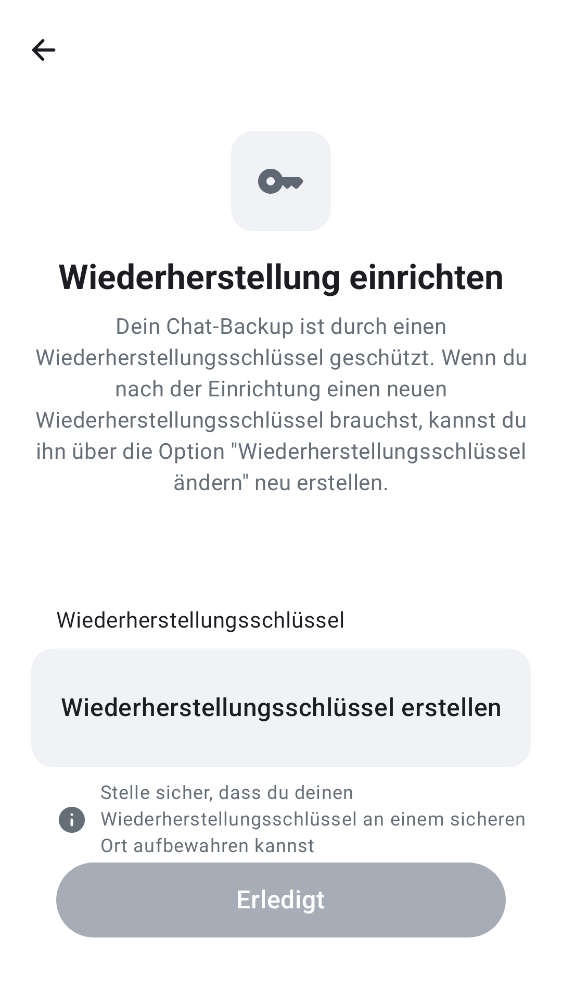 Wiederherstellung einrichten
Dein Chat-Backup ist durch einen
Wiederherstellungsschlüssel geschützt. Wenn du
nach der Einrichtung einen neuen
Wiederherstellungsschlüssel brauchst, kannst du
ihn über die Option "Wiederherstellungsschlüssel
ändern" neu erstellen.
Wiederherstellungsschlüssel
Wiederherstellungsschlüssel erstellen
Stelle sicher, dass du deinen
Wiederherstellungsschlüssel an einem sicheren
Ort aufbewahren kannst
Erledigt